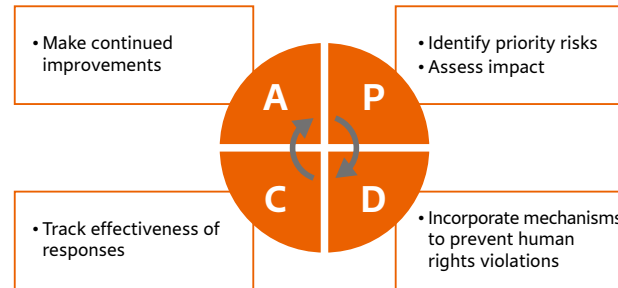 • Make continued
improvements
• Identify priority risks
• Assess impact
A
P
C
D
• Track effectiveness of
responses
• Incorporate mechanisms
to prevent human
rights violations